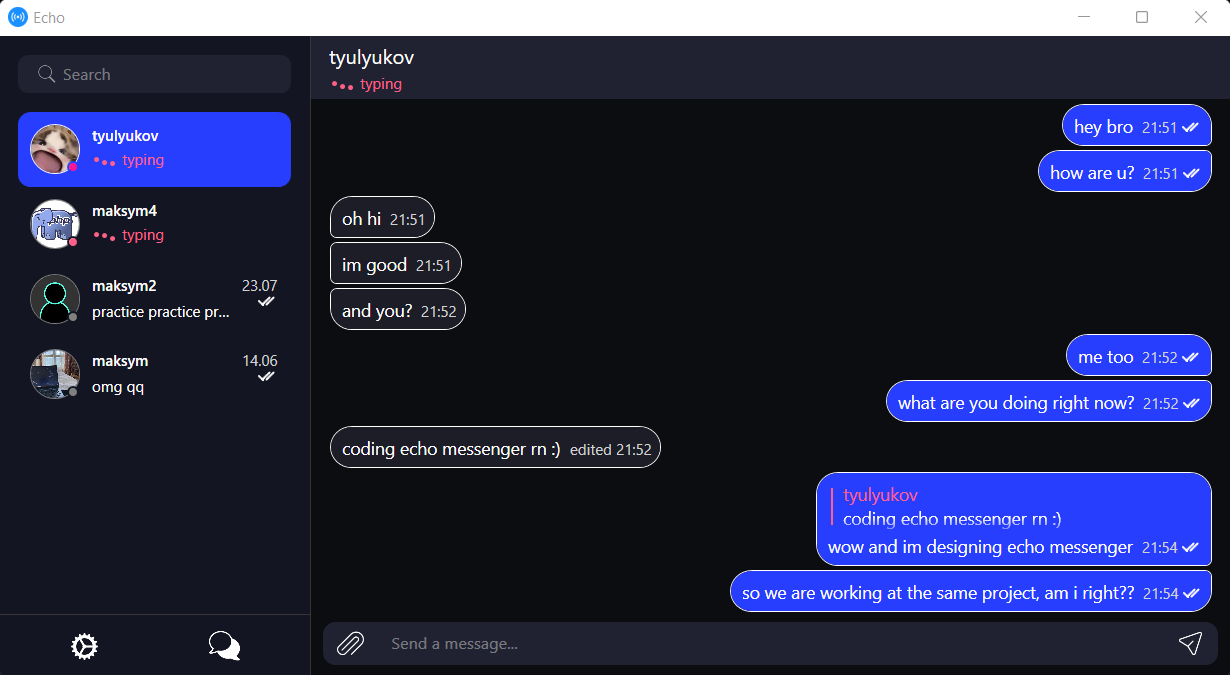 Echo
Search
tyulyukov
typing
maksym4
typing
maksym2 23.07
practice practice pr...
maksym 14.06
omg qq
tyulyukov
typing
hey bro 21:51
how are u? 21:51
oh hi 21:51
im good 21:51
and you? 21:52
me too 21:52
what are you doing right now? 21:52
coding echo messenger rn :) edited 21:52
tyulyukov
coding echo messenger rn :)
wow and im designing echo messenger 21:54
so we are working at the same project, am i right?? 21:54
Send a message...